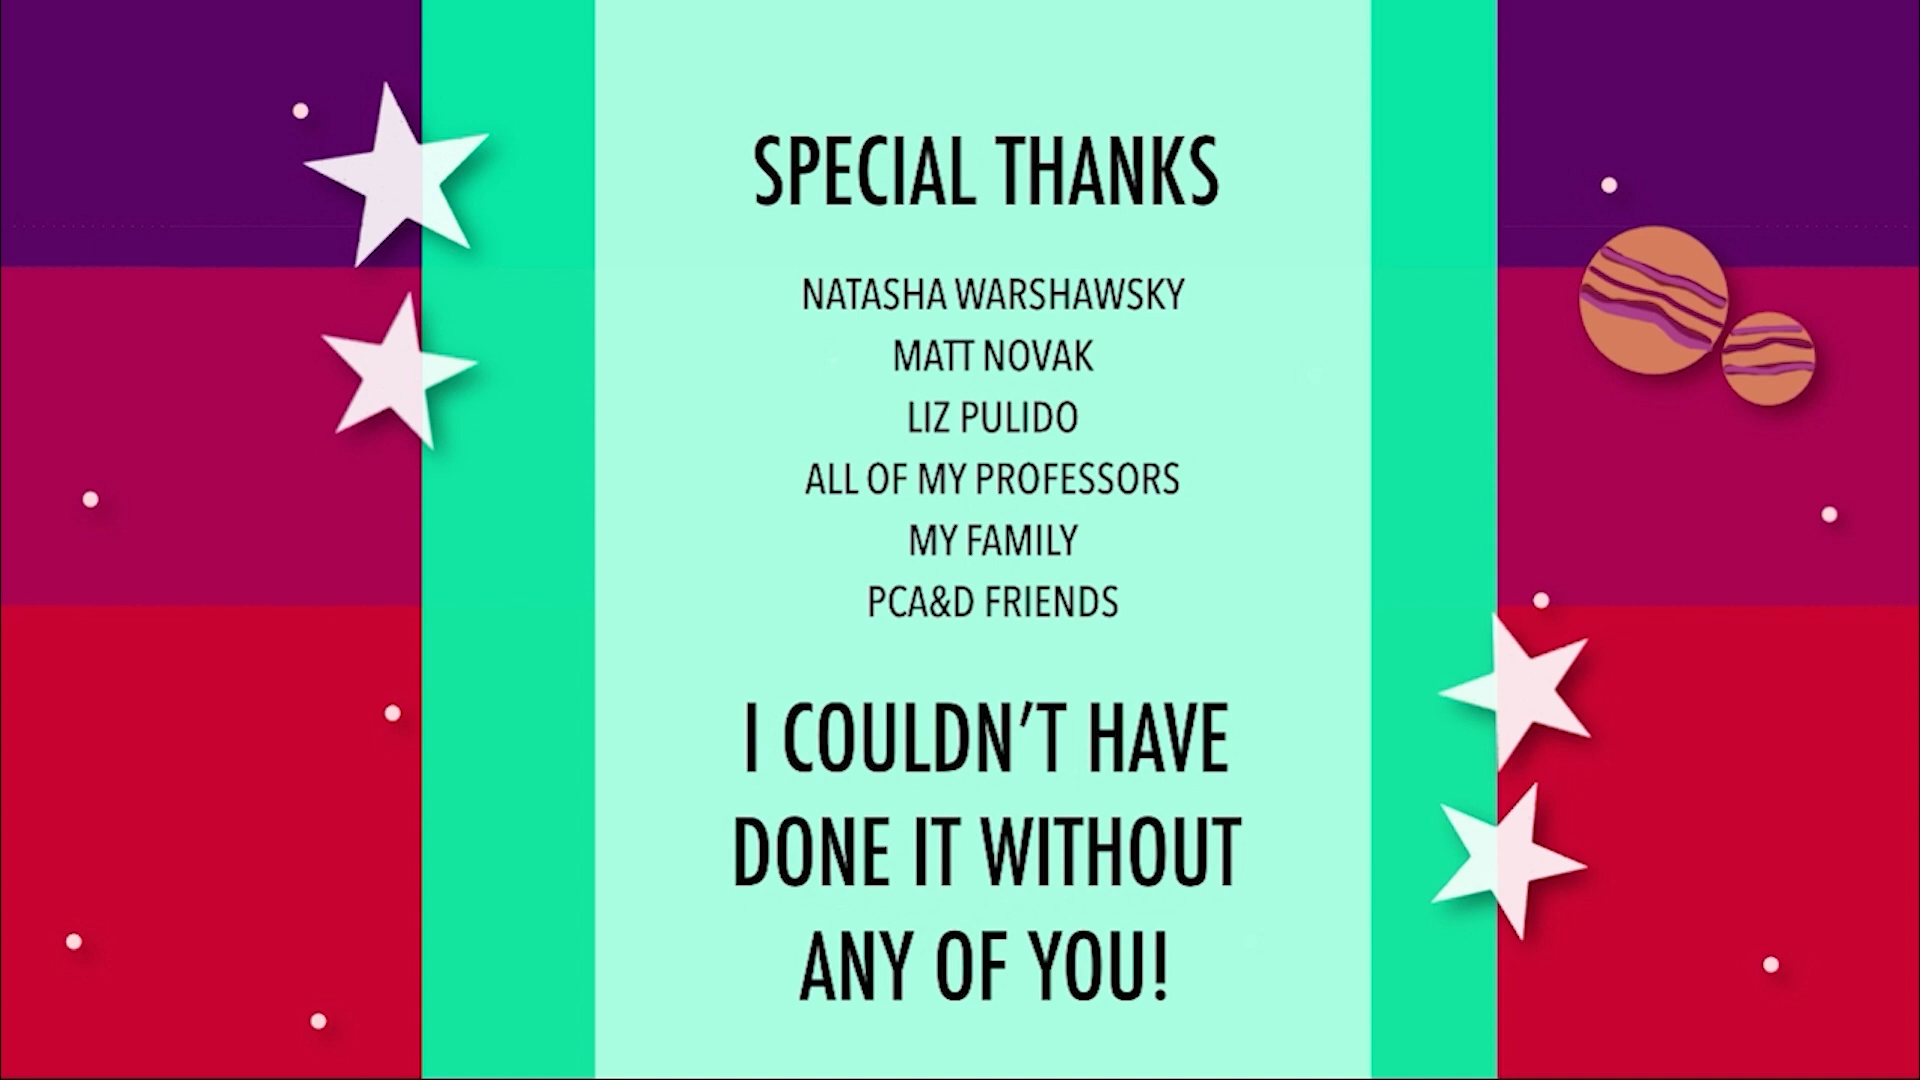 SPECIAL THANKS
NATASHA WARSHAWSKY
MATT NOVAK
LIZ PULIDO
ALL OF MY PROFESSORS
MY FAMILY
PCA&D FRIENDS
I COULDN’T HAVE
DONE IT WITHOUT
ANY OF YOU!